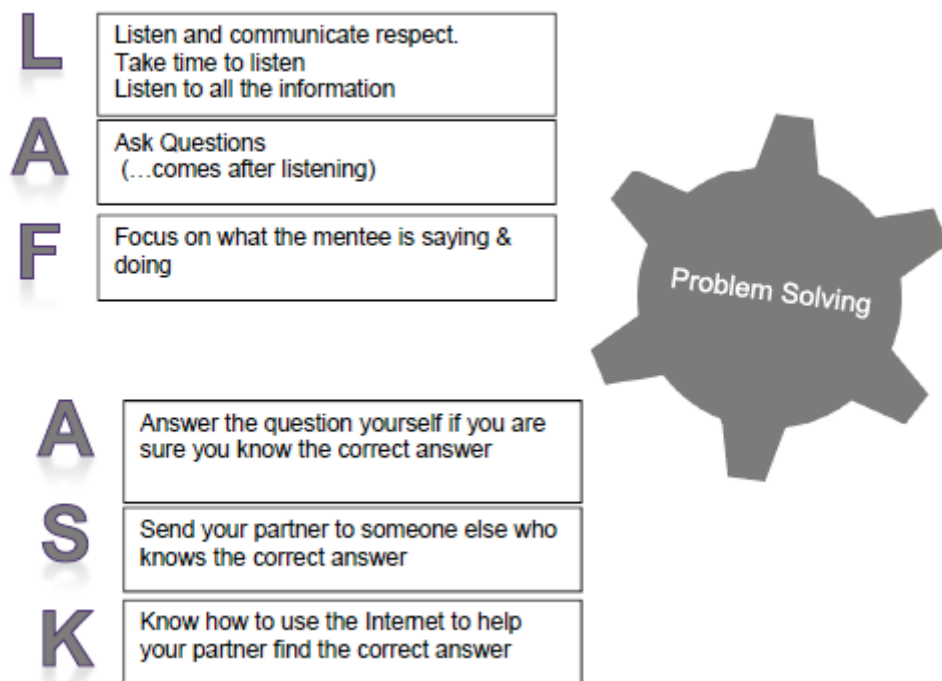 L
Listen and communicate respect.
Take time to listen
Listen to all the information
A
Ask Questions
(…comes after listening)
F
Focus on what the mentee is saying &
doing
Problem Solving
A
Answer the question yourself if you are
sure you know the correct answer
S
Send your partner to someone else who
knows the correct answer
K
Know how to use the Internet to help
your partner find the correct answer